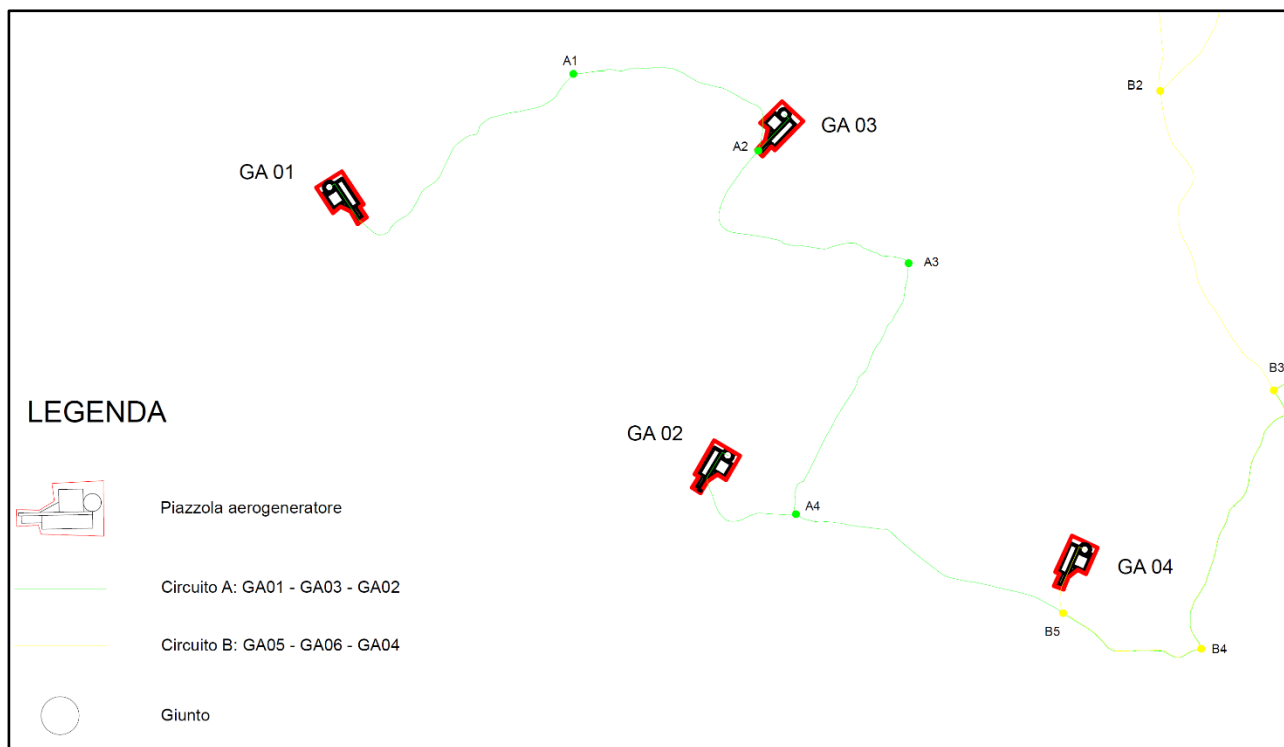 A1
B2
GA 03
A2
GA 01
A3
B3
LEGENDA
GA 02
A4
Piazzola aerogeneratore
GA 04
Circuito A: GA01 - GA03 - GA02
B5
Circuito B: GA05 - GA06 - GA04
B4
Giunto